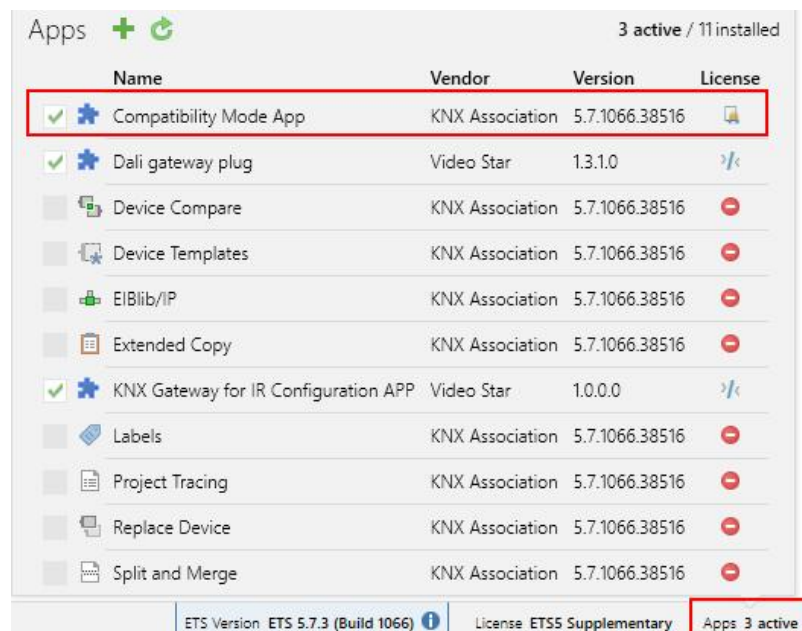 Apps 3 active / 11 installed
Name Vendor Version License
Compatibility Mode App KNX Association 5.7.1066.38516
Dali gateway plug Video Star 1.3.1.0
Device Compare KNX Association 5.7.1066.38516
Device Templates KNX Association 5.7.1066.38516
EIBlib/IP KNX Association 5.7.1066.38516
Extended Copy KNX Association 5.7.1066.38516
KNX Gateway for IR Configuration APP Video Star 1.0.0.0
Labels KNX Association 5.7.1066.38516
Project Tracing KNX Association 5.7.1066.38516
Replace Device KNX Association 5.7.1066.38516
Split and Merge KNX Association 5.7.1066.38516
ETS Version ETS 5.7.3 (Build 1066) License ETS5 Supplementary Apps 3 active